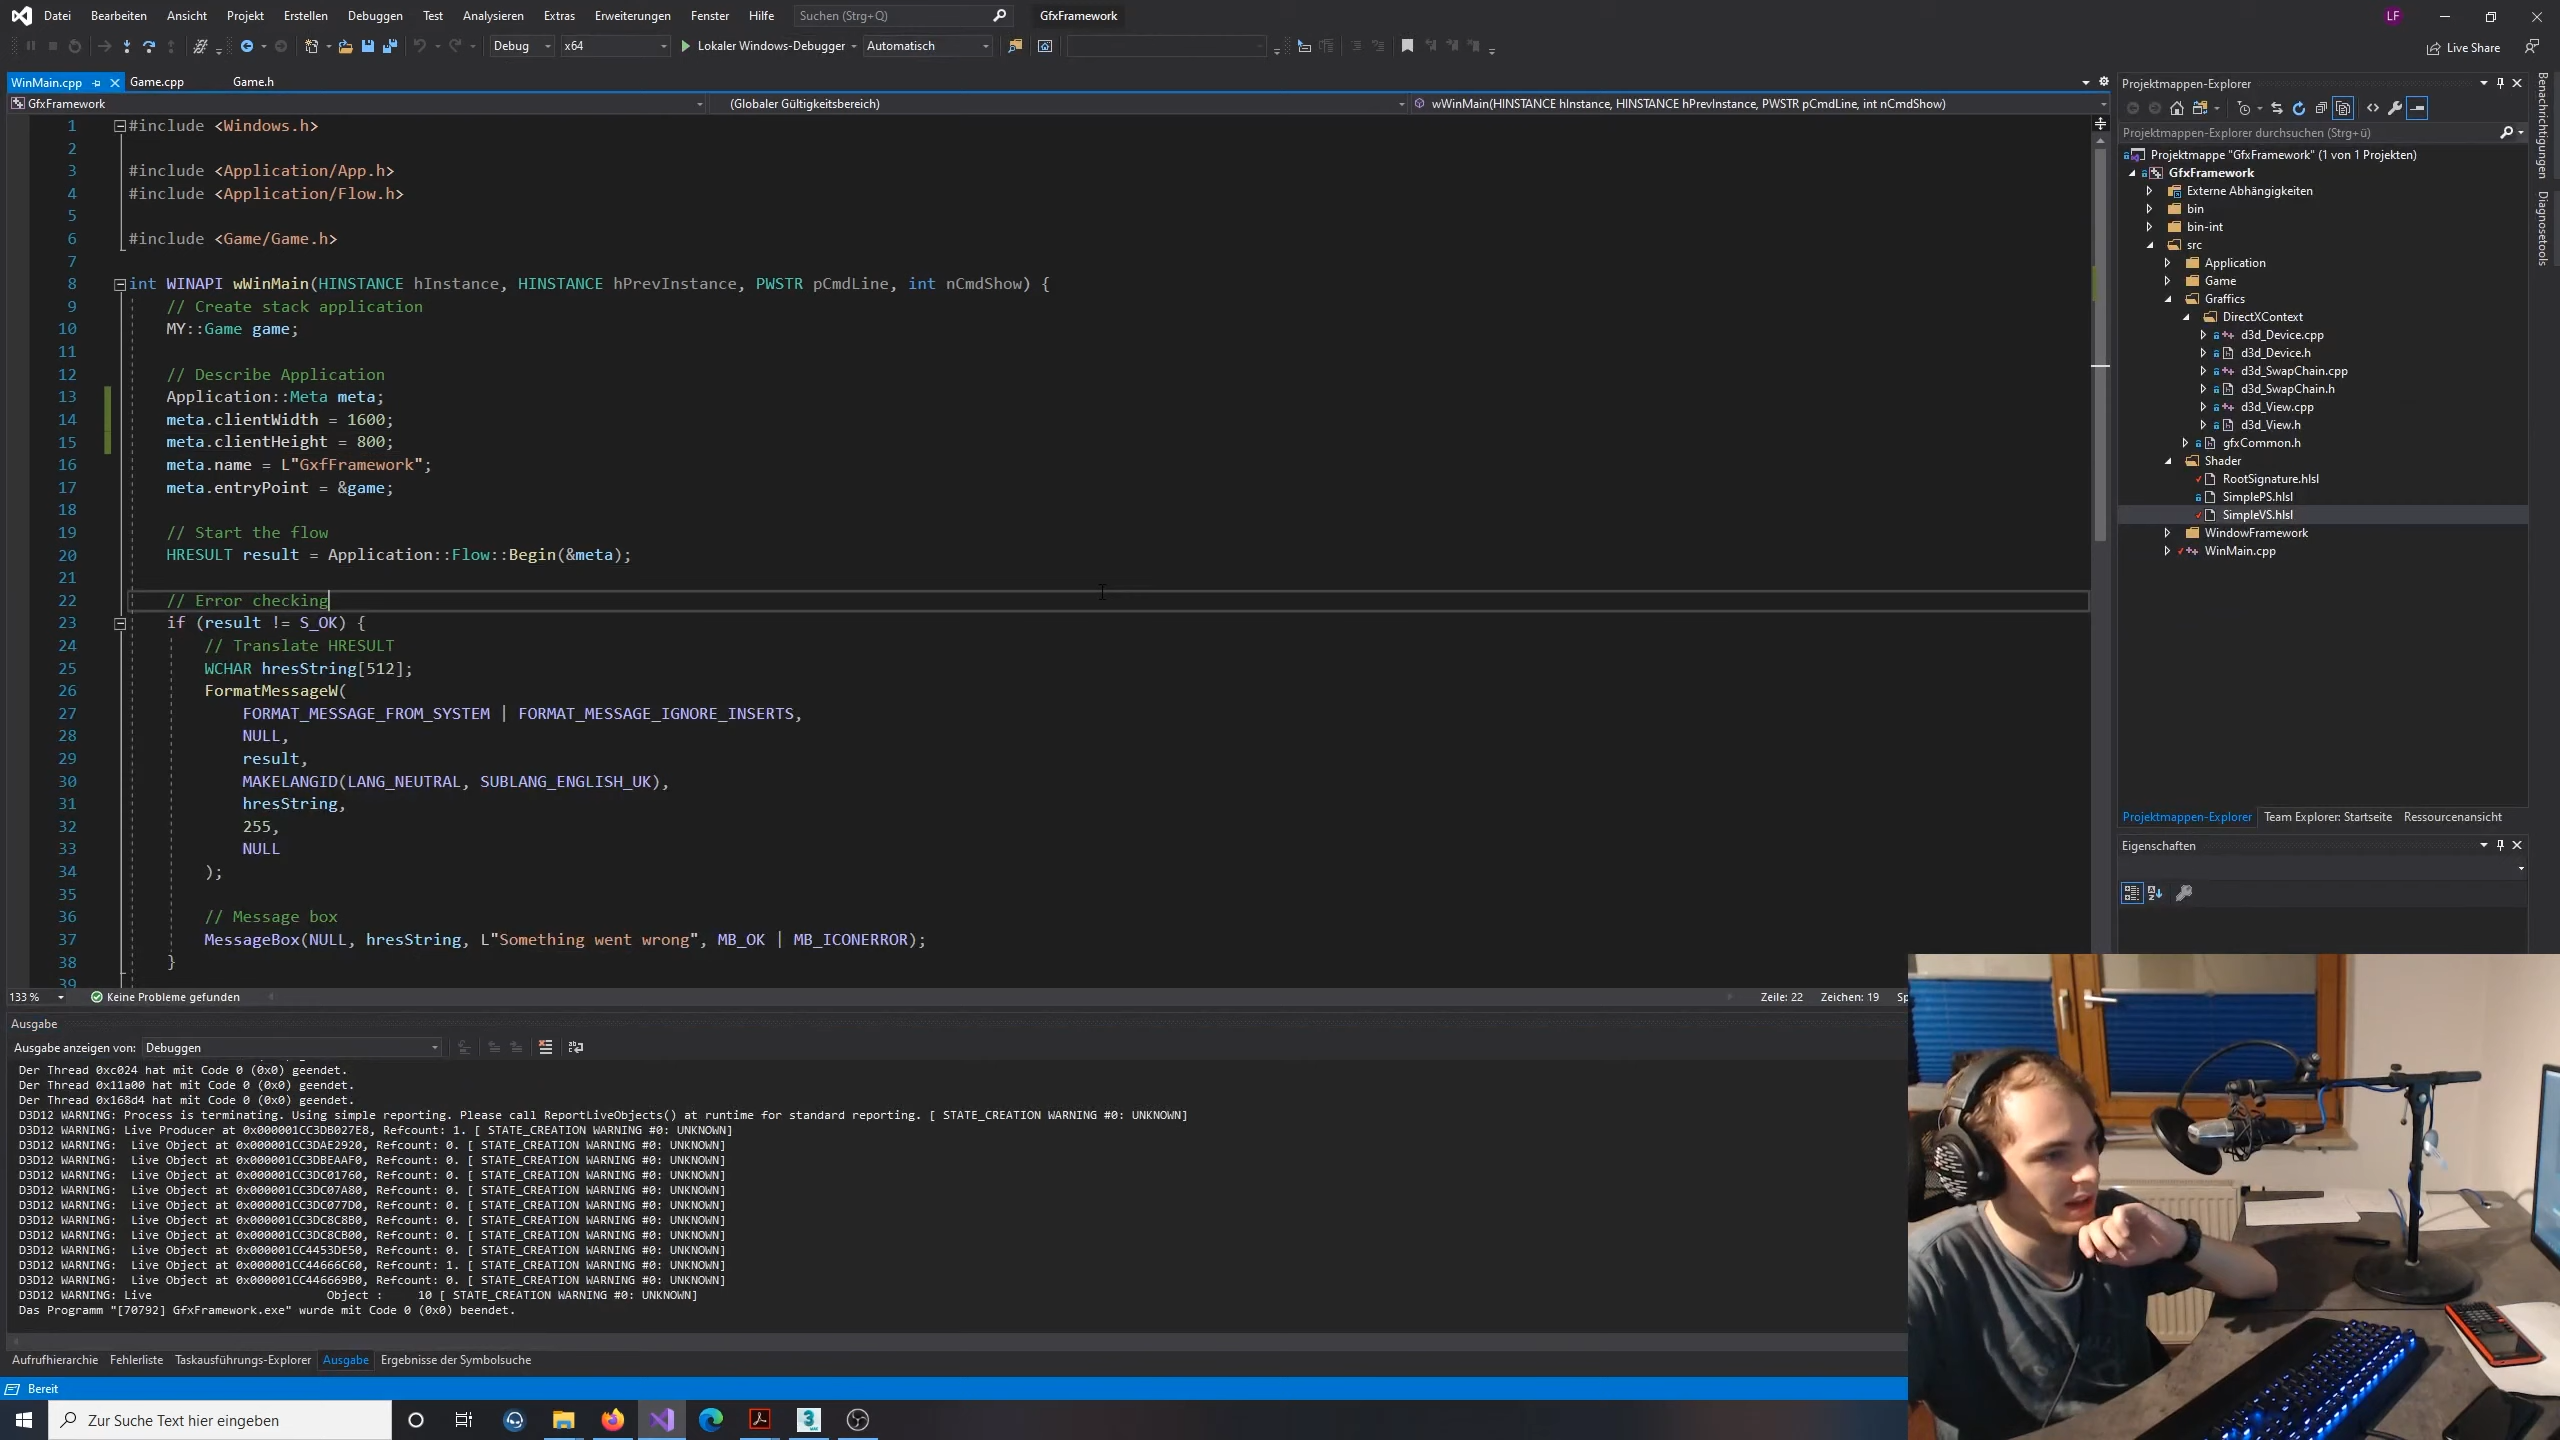 Datei Bearbeiten Ansicht Projekt Erstellen Debuggen Test Analysieren Extras Erweiterungen Fenster Hilfe Suchen (Strg+Q) GfxFramework LF
Debug x64 Lokaler Windows-Debugger Automatisch Live Share
WinMain.cpp Game.cpp Game.h
GfxFramework (Globaler Gültigkeitsbereich) wWinMain(HINSTANCE hInstance, HINSTANCE hPrevInstance, PWSTR pCmdLine, int nCmdShow)
1 #include <Windows.h>
2
3 #include <Application/App.h>
4 #include <Application/Flow.h>
5
6 #include <Game/Game.h>
7
8 int WINAPI wWinMain(HINSTANCE hInstance, HINSTANCE hPrevInstance, PWSTR pCmdLine, int nCmdShow) {
9 // Create stack application
10 MY::Game game;
11
12 // Describe Application
13 Application::Meta meta;
14 meta.clientWidth = 1600;
15 meta.clientHeight = 800;
16 meta.name = L"GxfFramework";
17 meta.entryPoint = &game;
18
19 // Start the flow
20 HRESULT result = Application::Flow::Begin(&meta);
21
22 // Error checking
23 if (result != S_OK) {
24 // Translate HRESULT
25 WCHAR hresString[512];
26 FormatMessageW(
27 FORMAT_MESSAGE_FROM_SYSTEM | FORMAT_MESSAGE_IGNORE_INSERTS,
28 NULL,
29 result,
30 MAKELANGID(LANG_NEUTRAL, SUBLANG_ENGLISH_UK),
31 hresString,
32 255,
33 NULL
34 );
35
36 // Message box
37 MessageBox(NULL, hresString, L"Something went wrong", MB_OK | MB_ICONERROR);
38 }
39
133 % Keine Probleme gefunden Zeile: 22 Zeichen: 19
Ausgabe
Ausgabe anzeigen von: Debuggen
Der Thread 0xc024 hat mit Code 0 (0x0) geendet.
Der Thread 0x11a00 hat mit Code 0 (0x0) geendet.
Der Thread 0x168d4 hat mit Code 0 (0x0) geendet.
D3D12 WARNING: Process is terminating. Using simple reporting. Please call ReportLiveObjects() at runtime for standard reporting. [ STATE_CREATION WARNING #0: UNKNOWN]
D3D12 WARNING: Live Producer at 0x000001CC3DB027E8, Refcount: 1. [ STATE_CREATION WARNING #0: UNKNOWN]
D3D12 WARNING: Live Object at 0x000001CC3DAE2920, Refcount: 0. [ STATE_CREATION WARNING #0: UNKNOWN]
D3D12 WARNING: Live Object at 0x000001CC3DBEAAF0, Refcount: 0. [ STATE_CREATION WARNING #0: UNKNOWN]
D3D12 WARNING: Live Object at 0x000001CC3DC01760, Refcount: 0. [ STATE_CREATION WARNING #0: UNKNOWN]
D3D12 WARNING: Live Object at 0x000001CC3DC07A80, Refcount: 0. [ STATE_CREATION WARNING #0: UNKNOWN]
D3D12 WARNING: Live Object at 0x000001CC3DC077D0, Refcount: 0. [ STATE_CREATION WARNING #0: UNKNOWN]
D3D12 WARNING: Live Object at 0x000001CC3DC8C8B0, Refcount: 0. [ STATE_CREATION WARNING #0: UNKNOWN]
D3D12 WARNING: Live Object at 0x000001CC3DC8CB00, Refcount: 0. [ STATE_CREATION WARNING #0: UNKNOWN]
D3D12 WARNING: Live Object at 0x000001CC4453DE50, Refcount: 0. [ STATE_CREATION WARNING #0: UNKNOWN]
D3D12 WARNING: Live Object at 0x000001CC44666C60, Refcount: 1. [ STATE_CREATION WARNING #0: UNKNOWN]
D3D12 WARNING: Live Object at 0x000001CC446669B0, Refcount: 0. [ STATE_CREATION WARNING #0: UNKNOWN]
D3D12 WARNING: Live Object : 10 [ STATE_CREATION WARNING #0: UNKNOWN]
Das Programm "[70792] GfxFramework.exe" wurde mit Code 0 (0x0) beendet.
Aufrufhierarchie Fehlerliste Taskausführungs-Explorer Ausgabe Ergebnisse der Symbolsuche
Bereit
Zur Suche Text hier eingeben
Projektmappen-Explorer
Projektmappen-Explorer durchsuchen (Strg+ü)
Projektmappe "GfxFramework" (1 von 1 Projekten)
GfxFramework
Externe Abhängigkeiten
bin
bin-int
src
Application
Game
Graffics
DirectXContext
d3d_Device.cpp
d3d_Device.h
d3d_SwapChain.cpp
d3d_SwapChain.h
d3d_View.cpp
d3d_View.h
gfxCommon.h
Shader
RootSignature.hlsl
SimplePS.hlsl
SimpleVS.hlsl
WindowFramework
WinMain.cpp
Projektmappen-Explorer Team Explorer: Startseite Ressourcenansicht
Eigenschaften
Benachrichtigungen
Diagnosetools